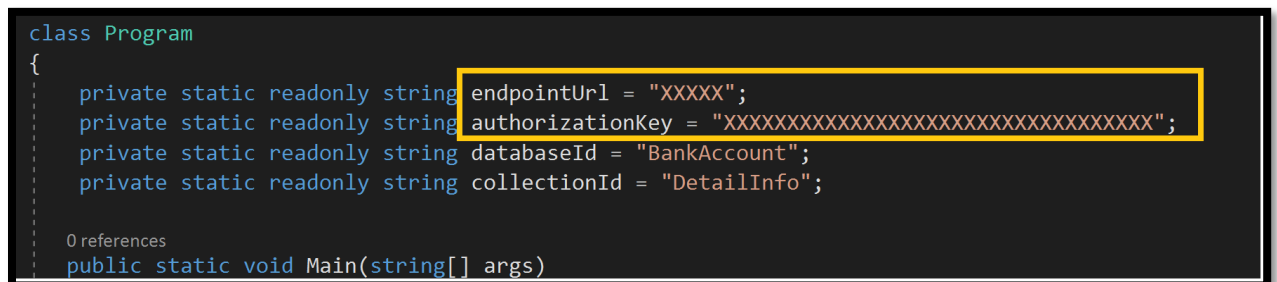 class Program
{
private static readonly string endpointUrl = "XXXXX";
private static readonly string authorizationKey = "XXXXXXXXXXXXXXXXXXXXXXXXXXXXXXXXXX";
private static readonly string databaseId = "BankAccount";
private static readonly string collectionId = "DetailInfo";
0 references
public static void Main(string[] args)